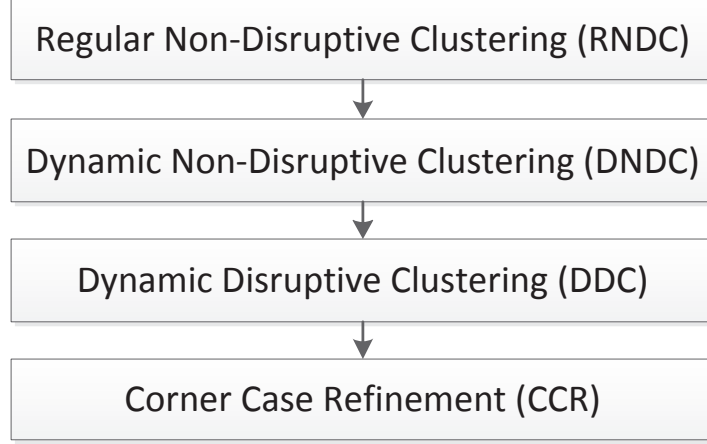 Regular Non-Disruptive Clustering (RNDC)
Dynamic Non-Disruptive Clustering (DNDC)
Dynamic Disruptive Clustering (DDC)
Corner Case Refinement (CCR)